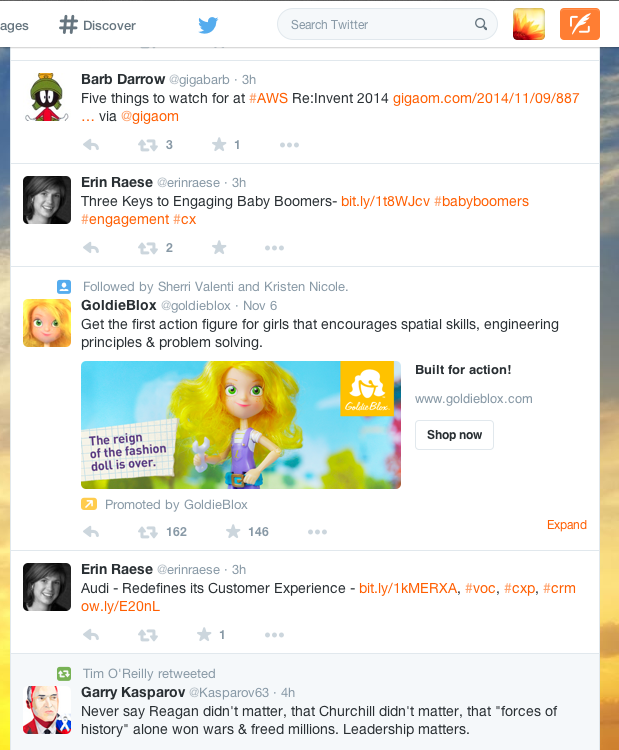 ages
Discover
Search Twitter
Barb Darrow @gigabarb · 3h
Five things to watch for at #AWS Re:Invent 2014 gigaom.com/2014/11/09/887
… via @gigaom
3
1
Erin Raese @erinraese · 3h
Three Keys to Engaging Baby Boomers- bit.ly/1t8WJcv #babyboomers
#engagement #cx
2
Followed by Sherri Valenti and Kristen Nicole.
GoldieBlox @goldieblox · Nov 6
Get the first action figure for girls that encourages spatial skills, engineering
principles & problem solving.
GoldieBlox
The reign
of the fashion
doll is over.
Built for action!
www.goldieblox.com
Shop now
Promoted by GoldieBlox
162
146
Expand
Erin Raese @erinraese · 3h
Audi - Redefines its Customer Experience - bit.ly/1kMERXA, #voc, #cxp, #crm
ow.ly/E20nL
1
Tim O'Reilly retweeted
Garry Kasparov @Kasparov63 · 4h
Never say Reagan didn't matter, that Churchill didn't matter, that "forces of
history" alone won wars & freed millions. Leadership matters.